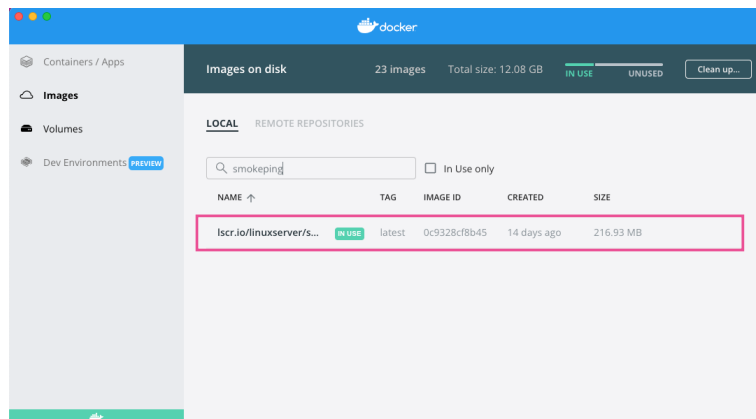 docker
Containers / Apps
Images
Volumes
Dev Environments PREVIEW
Images on disk 23 images Total size: 12.08 GB IN USE UNUSED Clean up...
LOCAL REMOTE REPOSITORIES
smokeping In Use only
NAME TAG IMAGE ID CREATED SIZE
lscr.io/linuxserver/s... IN USE latest 0c9328cf8b45 14 days ago 216.93 MB